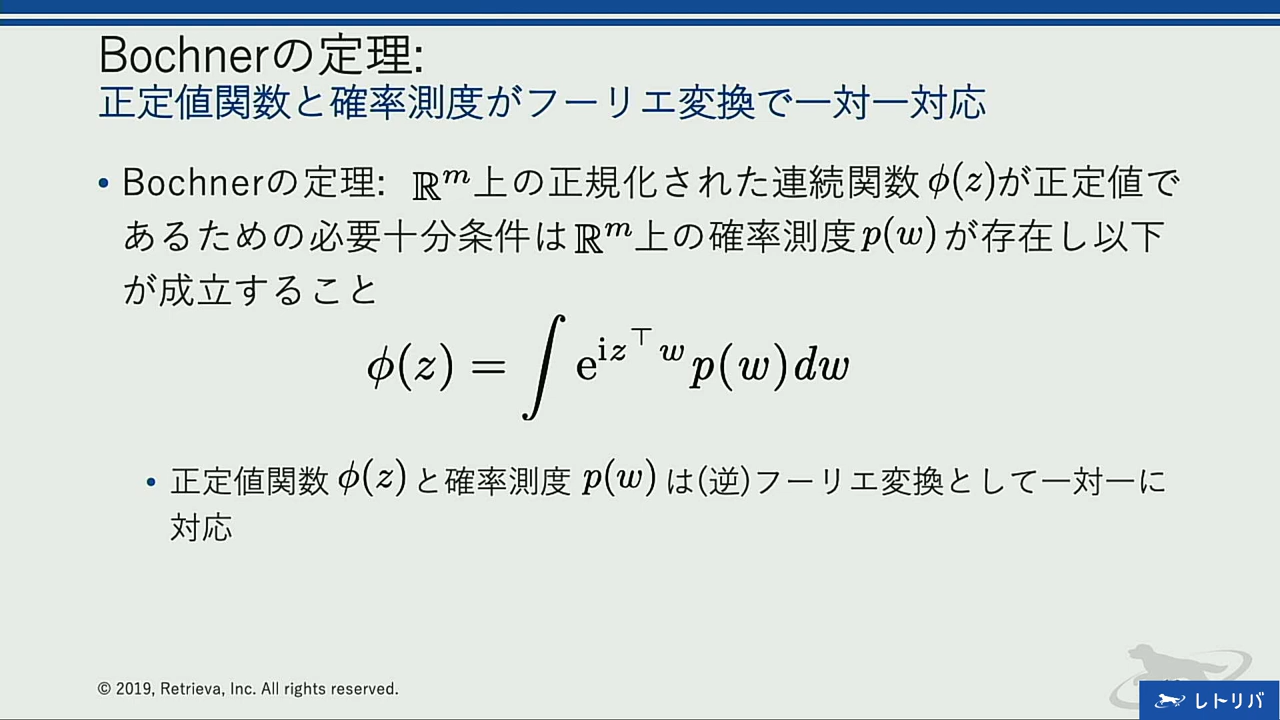 Bochnerの定理:
正定値関数と確率測度がフーリエ変換で一対一対応
• Bochnerの定理: ℝᵐ上の正規化された連続関数 ϕ(z)が正定値で
あるための必要十分条件はℝᵐ上の確率測度p(w)が存在し以下
が成立すること
ϕ(z) = ∫ e^{iz^⊤ w} p(w)dw
• 正定値関数 ϕ(z) と確率測度 p(w) は(逆)フーリエ変換として一対一に
対応
© 2019, Retrieva, Inc. All rights reserved.
レトリバ